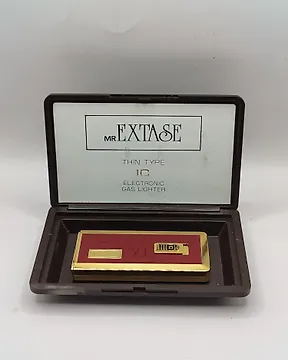 MR. EXTASE
THIN TYPE
IC
ELECTRONIC
GAS LIGHTER